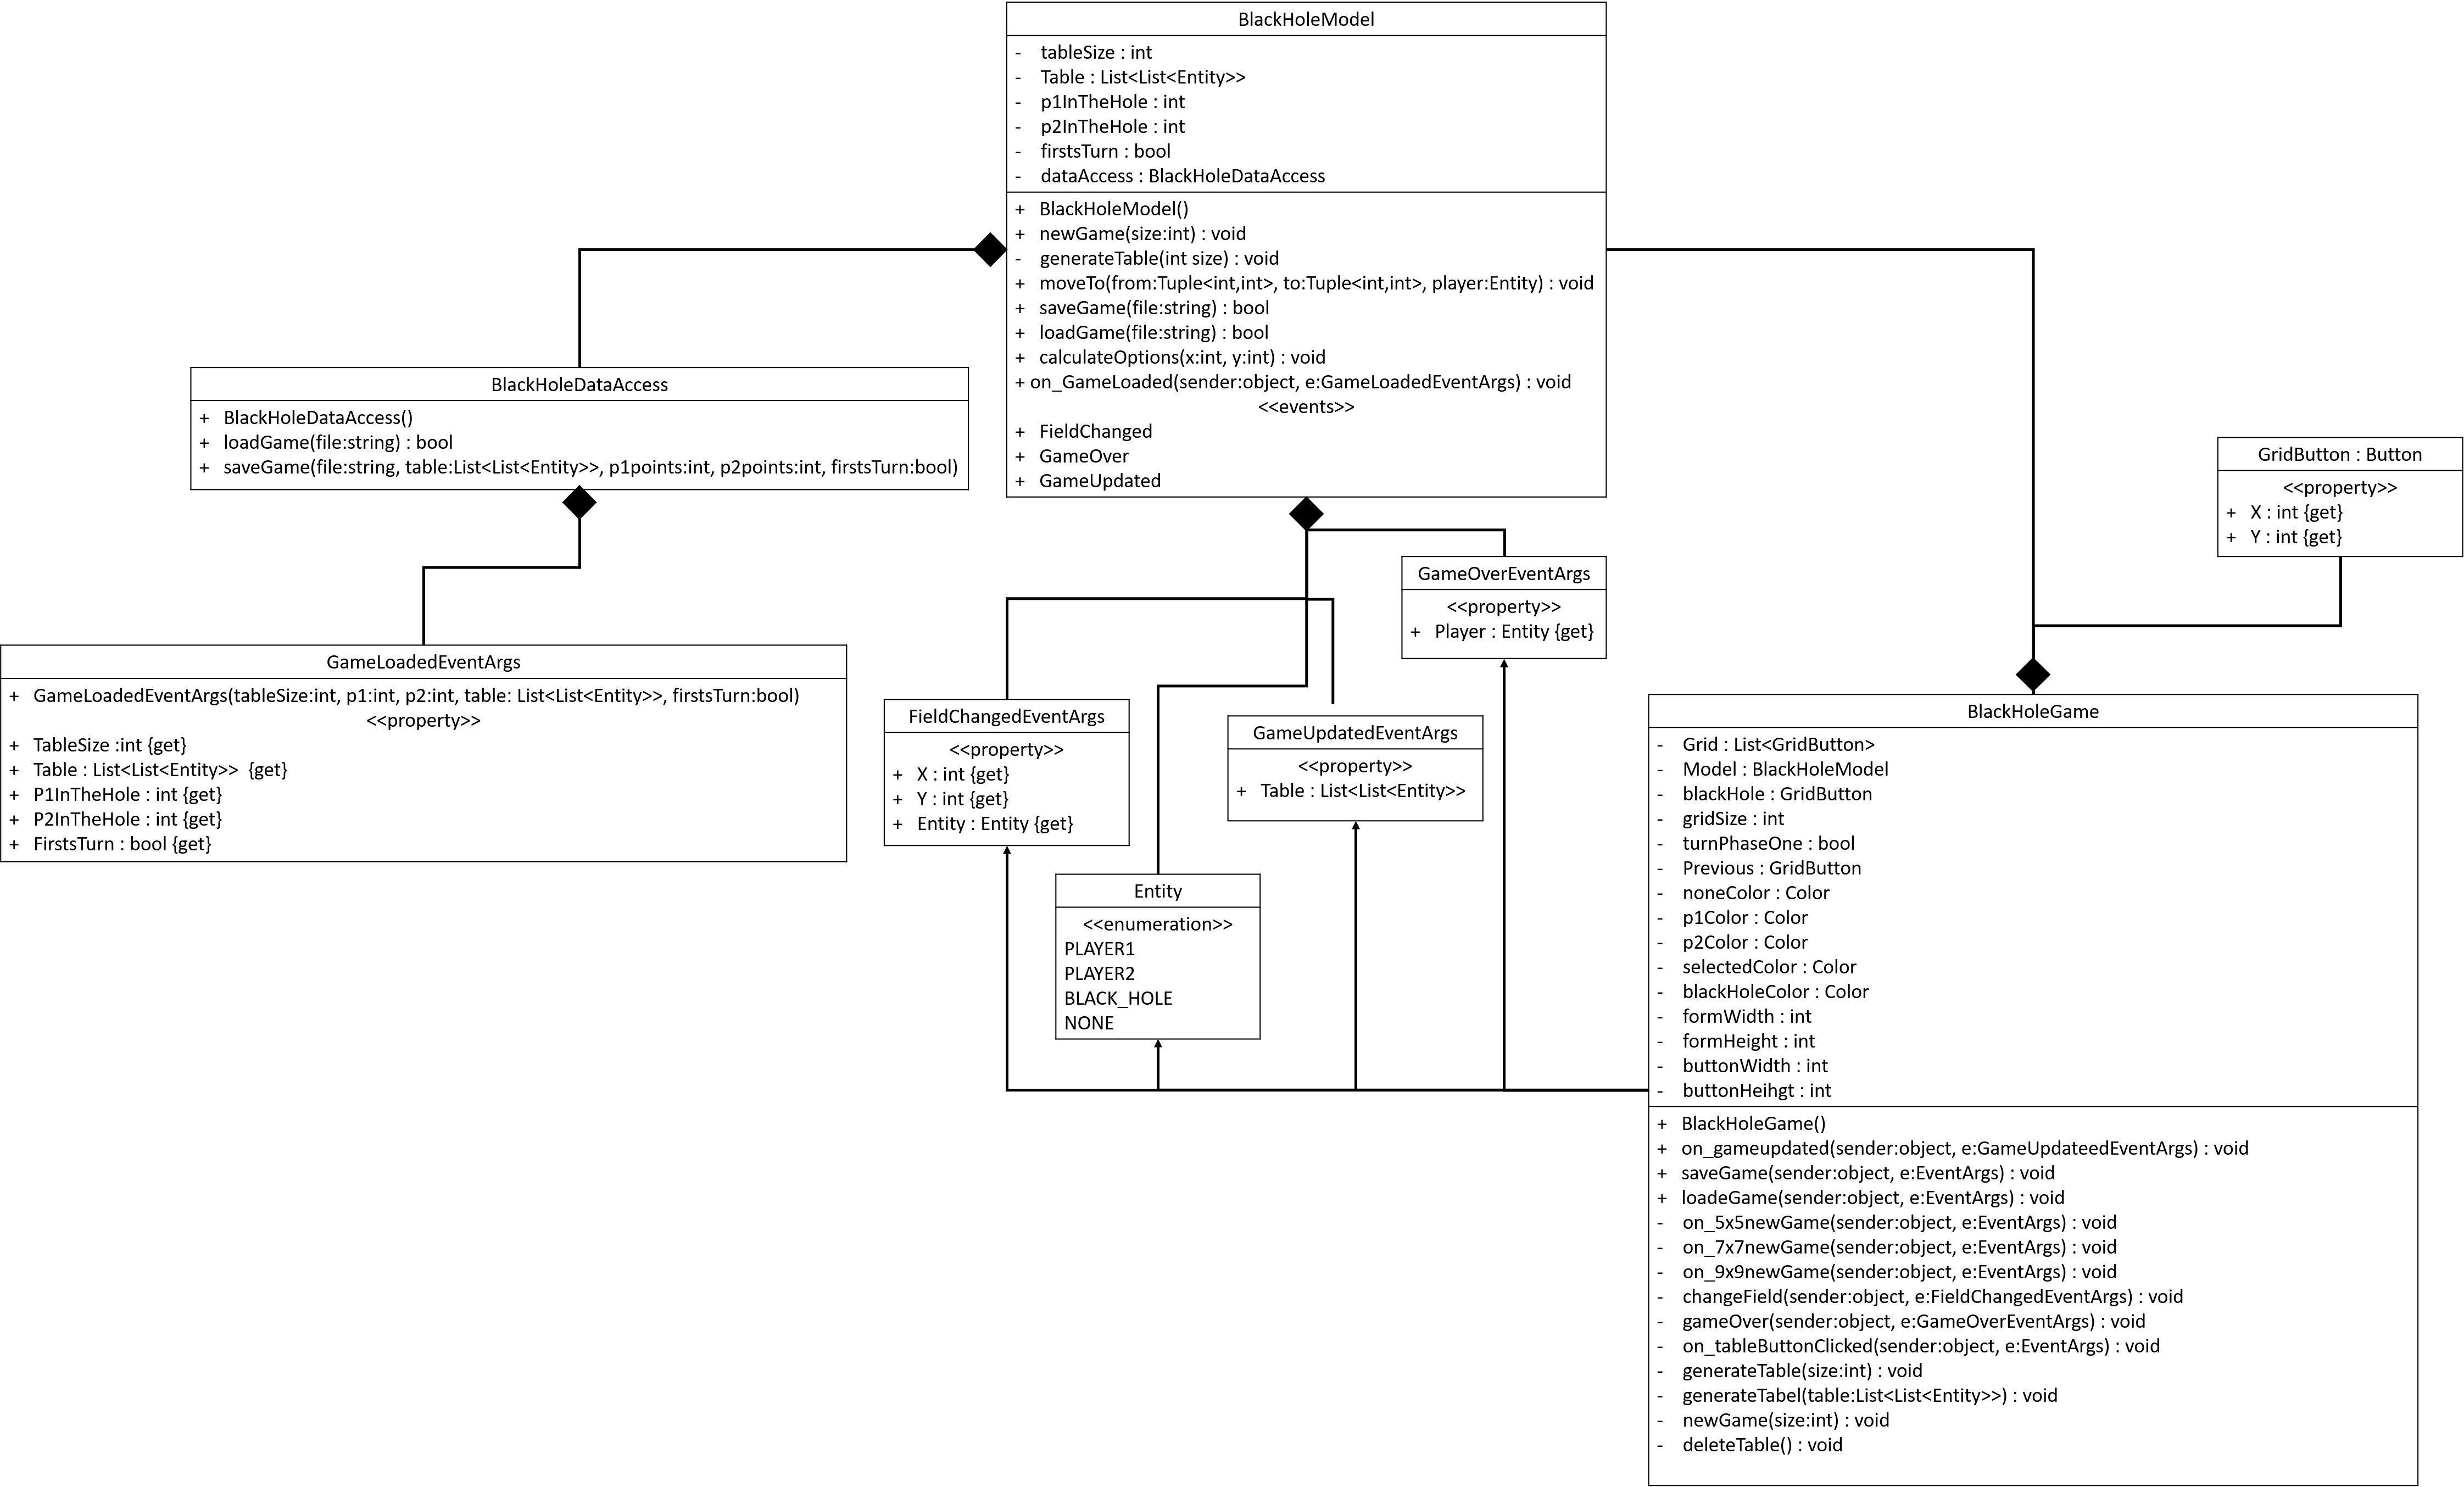 BlackHoleModel
- tableSize : int
- Table : List<List<Entity>>
- p1InTheHole : int
- p2InTheHole : int
- firstsTurn : bool
- dataAccess : BlackHoleDataAccess
+ BlackHoleModel()
+ newGame(size:int) : void
- generateTable(int size) : void
+ moveTo(from:Tuple<int,int>, to:Tuple<int,int>, player:Entity) : void
+ saveGame(file:string) : bool
+ loadGame(file:string) : bool
+ calculateOptions(x:int, y:int) : void
+ on_GameLoaded(sender:object, e:GameLoadedEventArgs) : void
<<events>>
+ FieldChanged
+ GameOver
+ GameUpdated
BlackHoleDataAccess
+ BlackHoleDataAccess()
+ loadGame(file:string) : bool
+ saveGame(file:string, table:List<List<Entity>>, p1points:int, p2points:int, firstsTurn:bool)
GridButton : Button
<<property>>
+ X : int {get}
+ Y : int {get}
GameOverEventArgs
<<property>>
+ Player : Entity {get}
GameLoadedEventArgs
+ GameLoadedEventArgs(tableSize:int, p1:int, p2:int, table: List<List<Entity>>, firstsTurn:bool)
<<property>>
+ TableSize :int {get}
+ Table : List<List<Entity>> {get}
+ P1InTheHole : int {get}
+ P2InTheHole : int {get}
+ FirstsTurn : bool {get}
FieldChangedEventArgs
<<property>>
+ X : int {get}
+ Y : int {get}
+ Entity : Entity {get}
GameUpdatedEventArgs
<<property>>
+ Table : List<List<Entity>>
Entity
<<enumeration>>
PLAYER1
PLAYER2
BLACK_HOLE
NONE
BlackHoleGame
- Grid : List<GridButton>
- Model : BlackHoleModel
- blackHole : GridButton
- gridSize : int
- turnPhaseOne : bool
- Previous : GridButton
- noneColor : Color
- p1Color : Color
- p2Color : Color
- selectedColor : Color
- blackHoleColor : Color
- formWidth : int
- formHeight : int
- buttonWidth : int
- buttonHeihgt : int
+ BlackHoleGame()
+ on_gameupdated(sender:object, e:GameUpdateedEventArgs) : void
+ saveGame(sender:object, e:EventArgs) : void
+ loadeGame(sender:object, e:EventArgs) : void
- on_5x5newGame(sender:object, e:EventArgs) : void
- on_7x7newGame(sender:object, e:EventArgs) : void
- on_9x9newGame(sender:object, e:EventArgs) : void
- changeField(sender:object, e:FieldChangedEventArgs) : void
- gameOver(sender:object, e:GameOverEventArgs) : void
- on_tableButtonClicked(sender:object, e:EventArgs) : void
- generateTable(size:int) : void
- generateTabel(table:List<List<Entity>>) : void
- newGame(size:int) : void
- deleteTable() : void